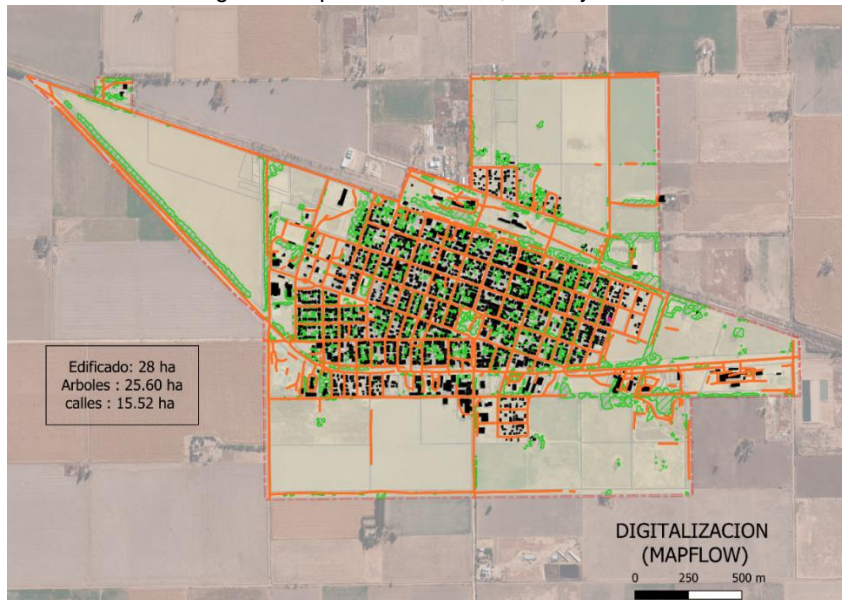 Edificado: 28 ha
Arboles : 25.60 ha
calles : 15.52 ha
DIGITALIZACION
(MAPFLOW)
0 250 500 m